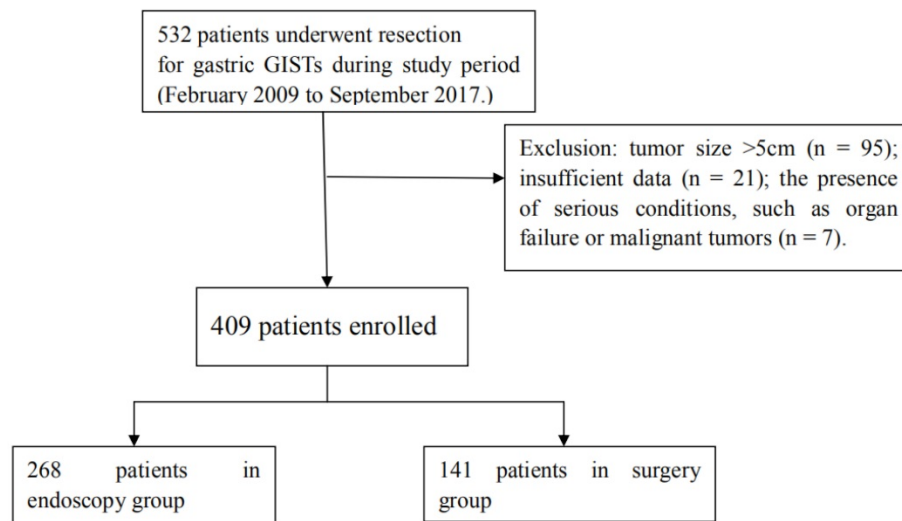 532 patients underwent resection
for gastric GISTs during study period
(February 2009 to September 2017.)
Exclusion: tumor size >5cm (n = 95);
insufficient data (n = 21); the presence
of serious conditions, such as organ
failure or malignant tumors (n = 7).
409 patients enrolled
268 patients in
endoscopy group
141 patients in surgery
group